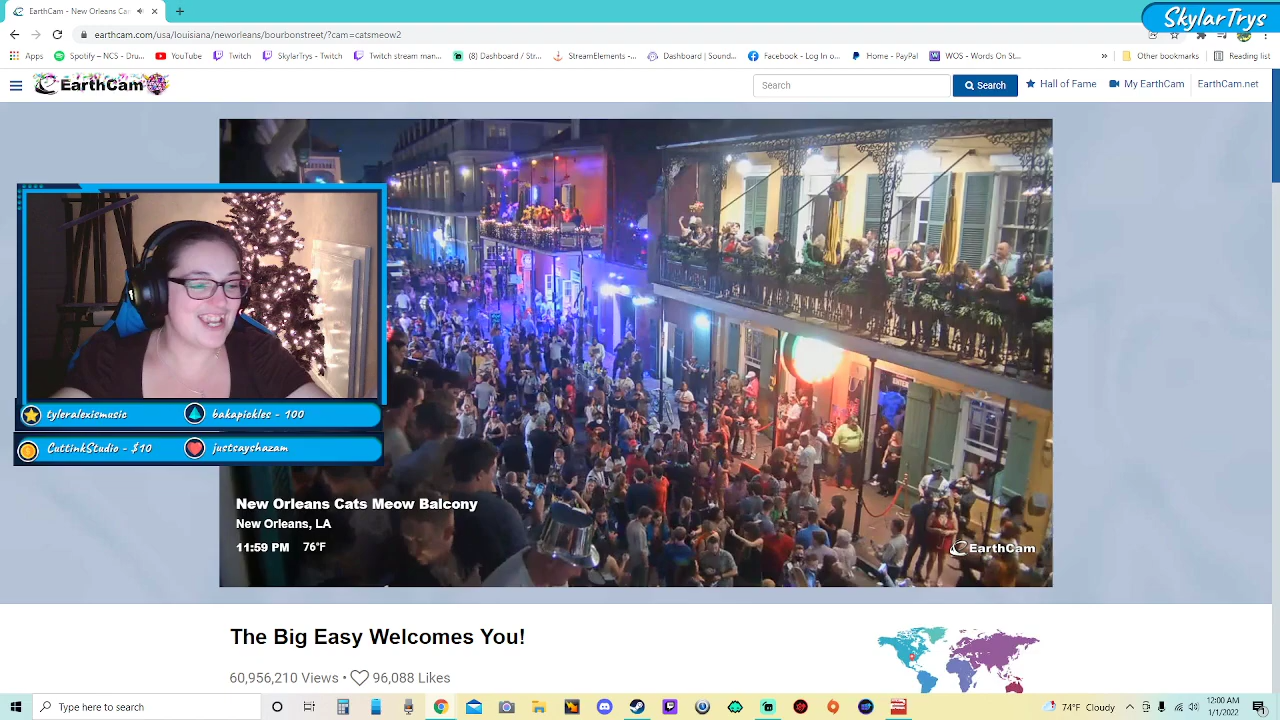 EarthCam - New Orleans Ca
SkylarTrys
earthcam.com/usa/louisiana/neworleans/bourbonstreet/?cam=catsmeow2
Apps
Spotify – NCS - Dru...
YouTube
Twitch
SkylarTrys - Twitch
Twitch stream man...
(8) Dashboard / Str...
StreamElements -...
Dashboard | Sound...
Facebook - Log In o...
Home - PayPal
WOS - Words On St...
»
Other bookmarks
Reading list
EarthCam
Search
Search
Hall of Fame
My EarthCam
EarthCam.net
tyleralexismusic
bakapickles - 100
CuttinkStudio - $10
justsayshazam
New Orleans Cats Meow Balcony
New Orleans, LA
11:59 PM 76°F
EarthCam
The Big Easy Welcomes You!
60,956,210 Views • 96,088 Likes
Type here to search
74°F Cloudy
12:00 AM
1/1/2022